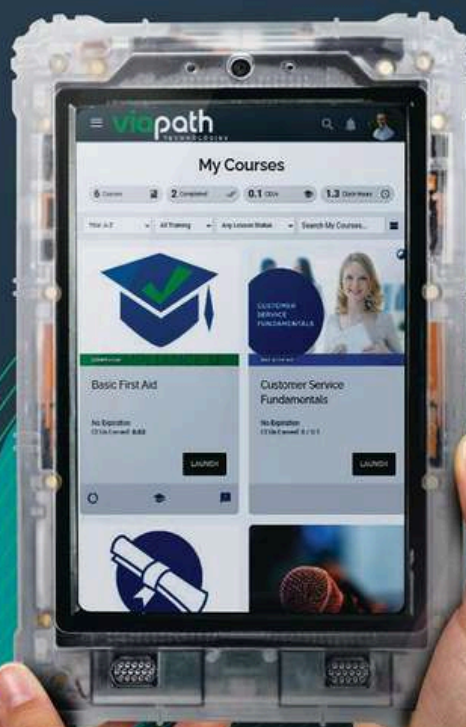 viapath
TECHNOLOGIES
My Courses
6 Courses
2 Completed
0.1 CEUs
1.3 Clock Hours
Title: A-Z
All Training
Any Lesson Status
Search My Courses...
CUSTOMER
SERVICE
FUNDAMENTALS
Basic First Aid
Customer Service
Fundamentals
No Expiration
No Expiration
LAUNCH
LAUNCH